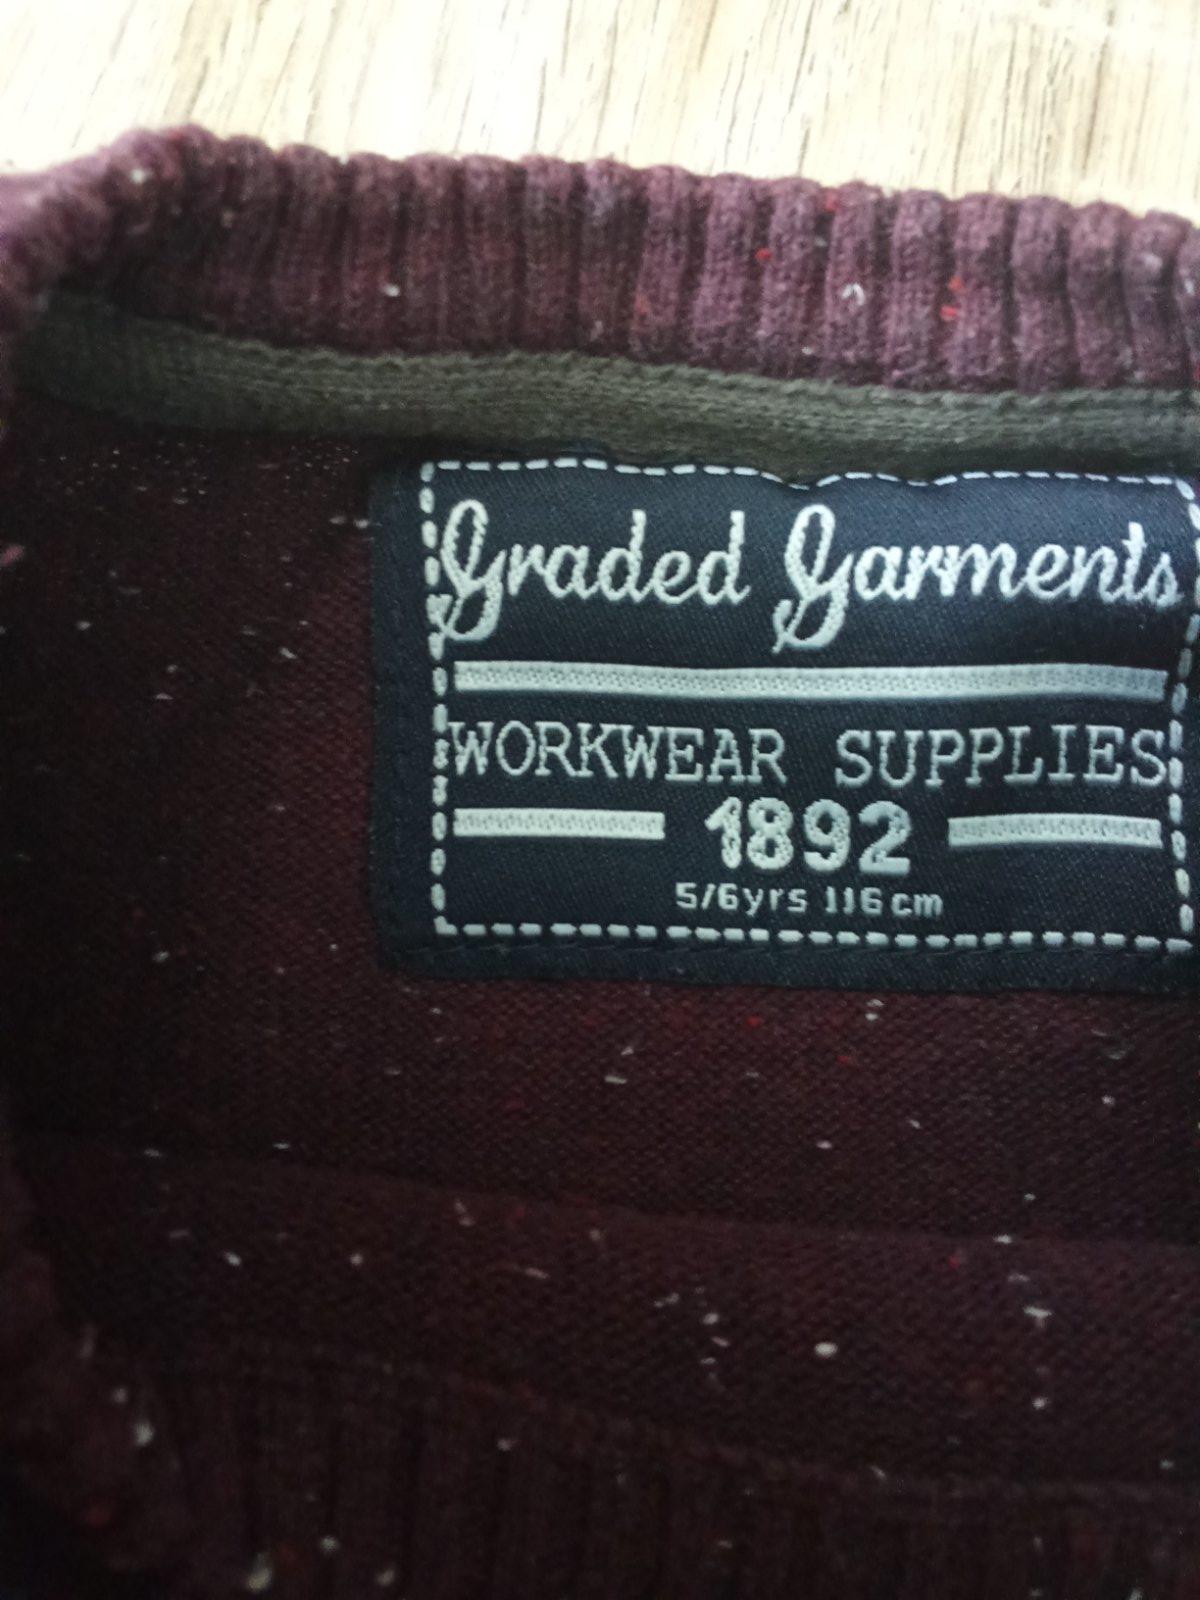 Graded Garments
WORKWEAR SUPPLIES
1892
5/6yrs 116cm